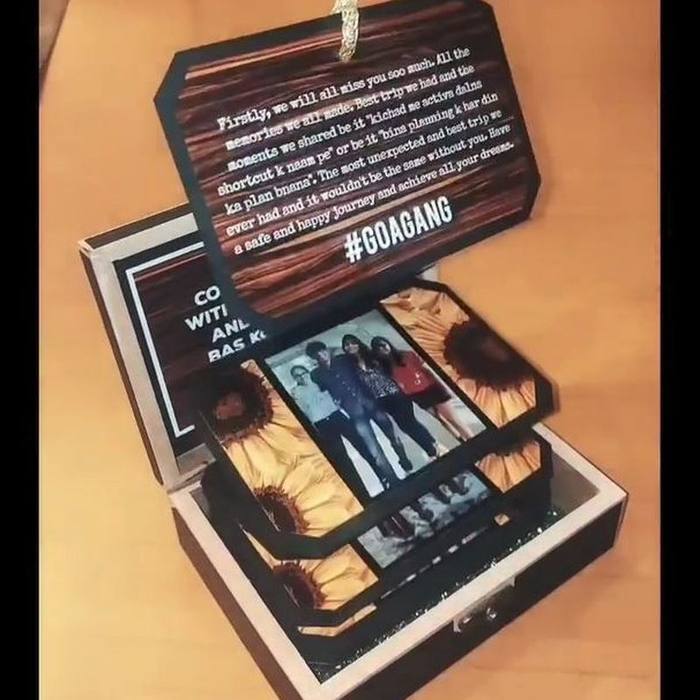 Firstly, we will all miss you soo much. All the
memories we all made. Best trip we had and the
moments we shared be it "kichad me activa dalna
shortcut k naam pe" or be it "bina planning k har din
ka plan bnana". The most unexpected and best trip we
ever had and it wouldn't be the same without you. Have
a safe and happy journey and achieve all your dreams.
#GOAGANG
CO
WIT
AN
BAS K